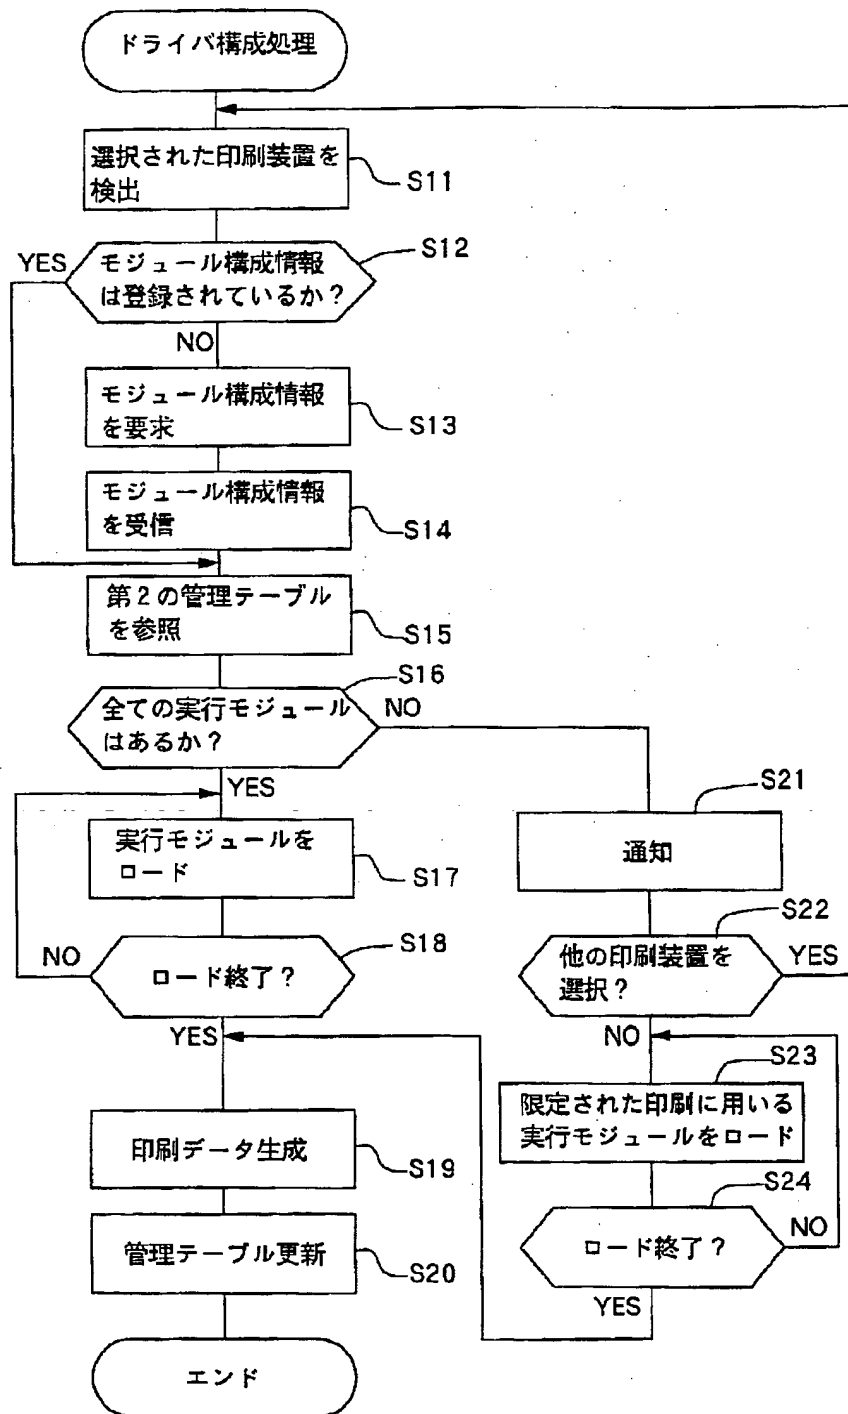 ドライバ構成処理
選択された印刷装置を
検出
S11
モジュール構成情報
は登録されているか？
S12
YES
NO
モジュール構成情報
を要求
S13
モジュール構成情報
を受信
S14
第２の管理テーブル
を参照
S15
全ての実行モジュール
はあるか？
S16
NO
YES
実行モジュールを
ロード
S17
ロード終了？
S18
NO
YES
印刷データ生成
S19
管理テーブル更新
S20
エンド
通知
S21
他の印刷装置を
選択？
S22
YES
NO
限定された印刷に用いる
実行モジュールをロード
S23
ロード終了？
S24
NO
YES